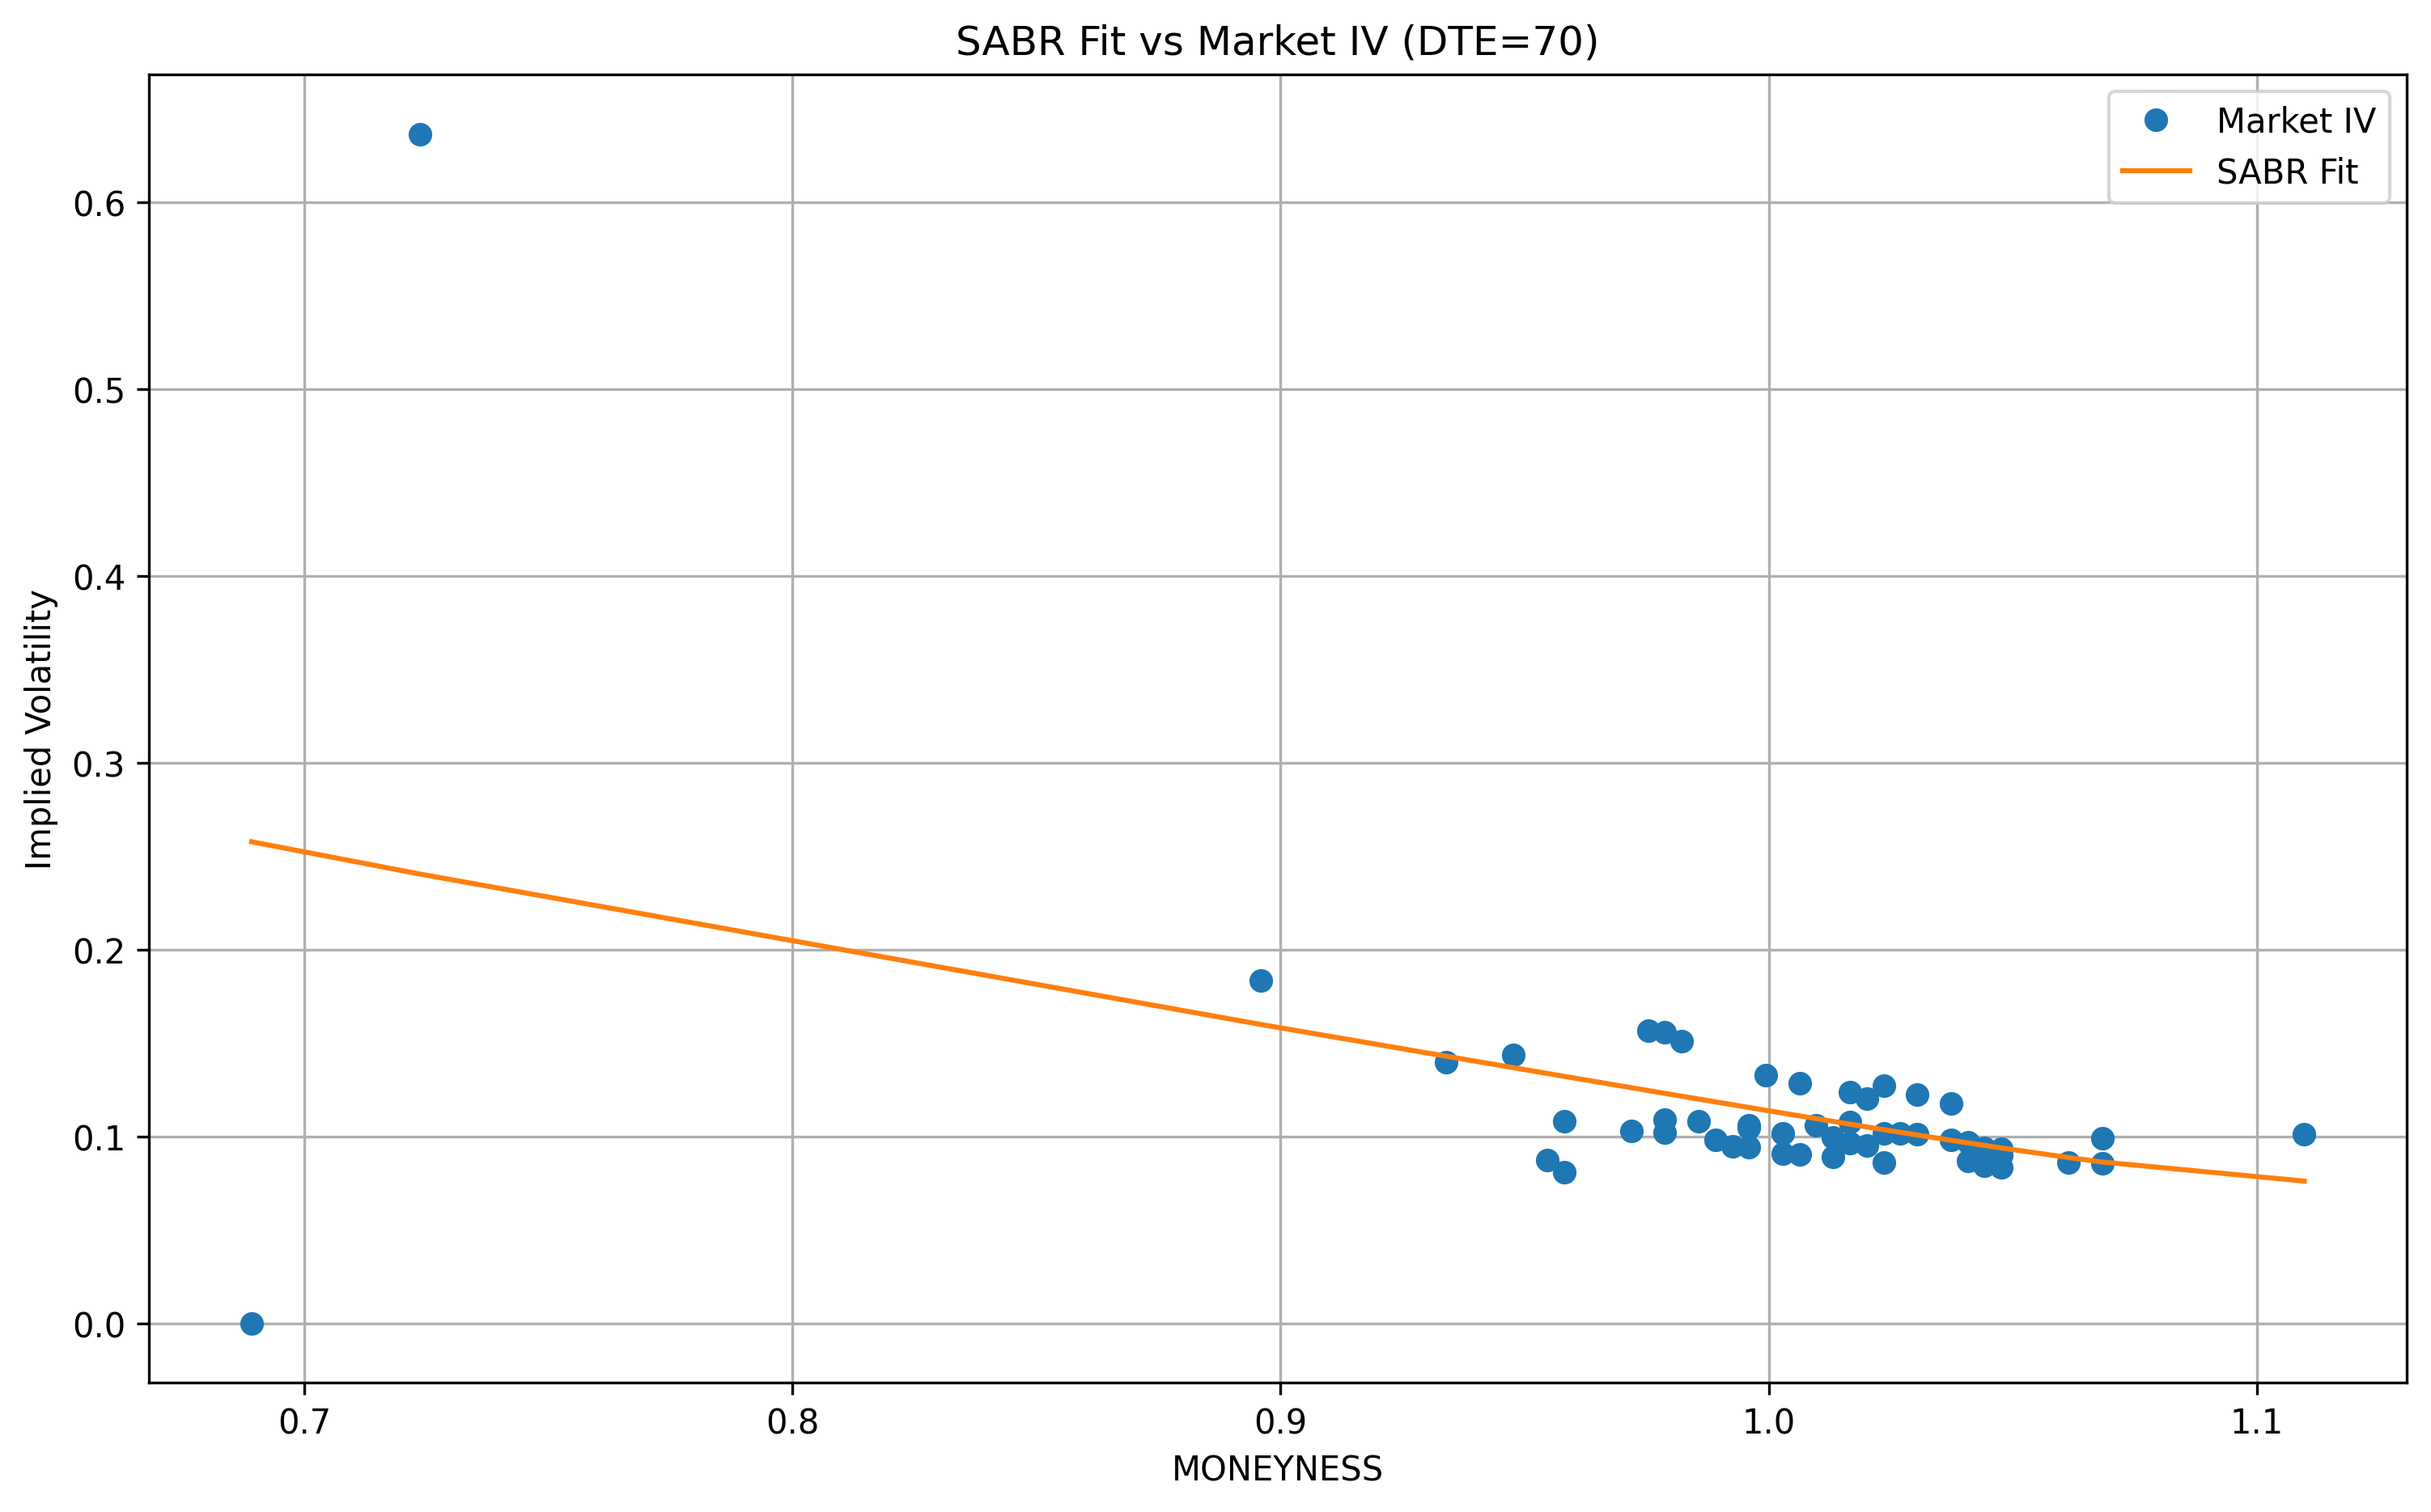 SABR Fit vs Market IV (DTE=70)
Market IV
SABR Fit
Implied Volatility
0.6
0.5
0.4
0.3
0.2
0.1
0.0
0.7 0.8 0.9 1.0 1.1
MONEYNESS